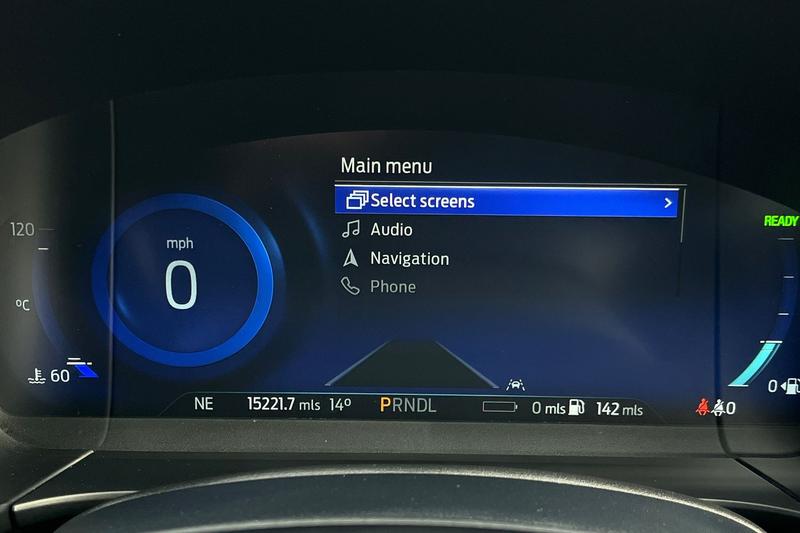 Main menu
Select screens
Audio
Navigation
Phone
120
°C
60
mph
0
READY
0
NE 15221.7 mls 14° PRNDL 0 mls 142 mls 0